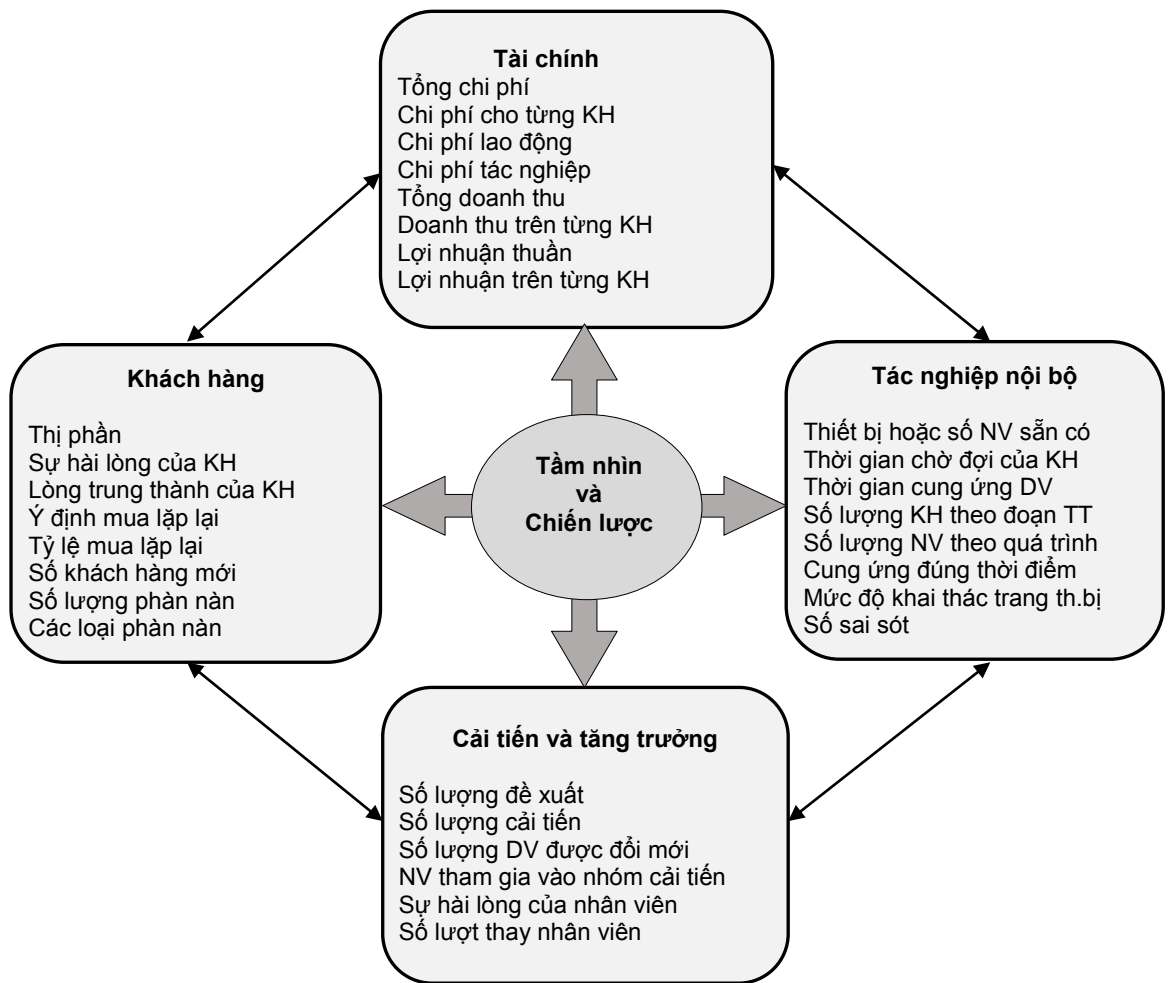 Tài chính
Tổng chi phí
Chi phí cho từng KH
Chi phí lao động
Chi phí tác nghiệp
Tổng doanh thu
Doanh thu trên từng KH
Lợi nhuận thuần
Lợi nhuận trên từng KH
Khách hàng
Thị phần
Sự hài lòng của KH
Lòng trung thành của KH
Ý định mua lặp lại
Tỷ lệ mua lặp lại
Số khách hàng mới
Số lượng phàn nàn
Các loại phàn nàn
Tầm nhìn
và
Chiến lược
Tác nghiệp nội bộ
Thiết bị hoặc số NV sẵn có
Thời gian chờ đợi của KH
Thời gian cung ứng DV
Số lượng KH theo đoạn TT
Số lượng NV theo quá trình
Cung ứng đúng thời điểm
Mức độ khai thác trang th.bị
Số sai sót
Cải tiến và tăng trưởng
Số lượng đề xuất
Số lượng cải tiến
Số lượng DV được đổi mới
NV tham gia vào nhóm cải tiến
Sự hài lòng của nhân viên
Số lượt thay nhân viên